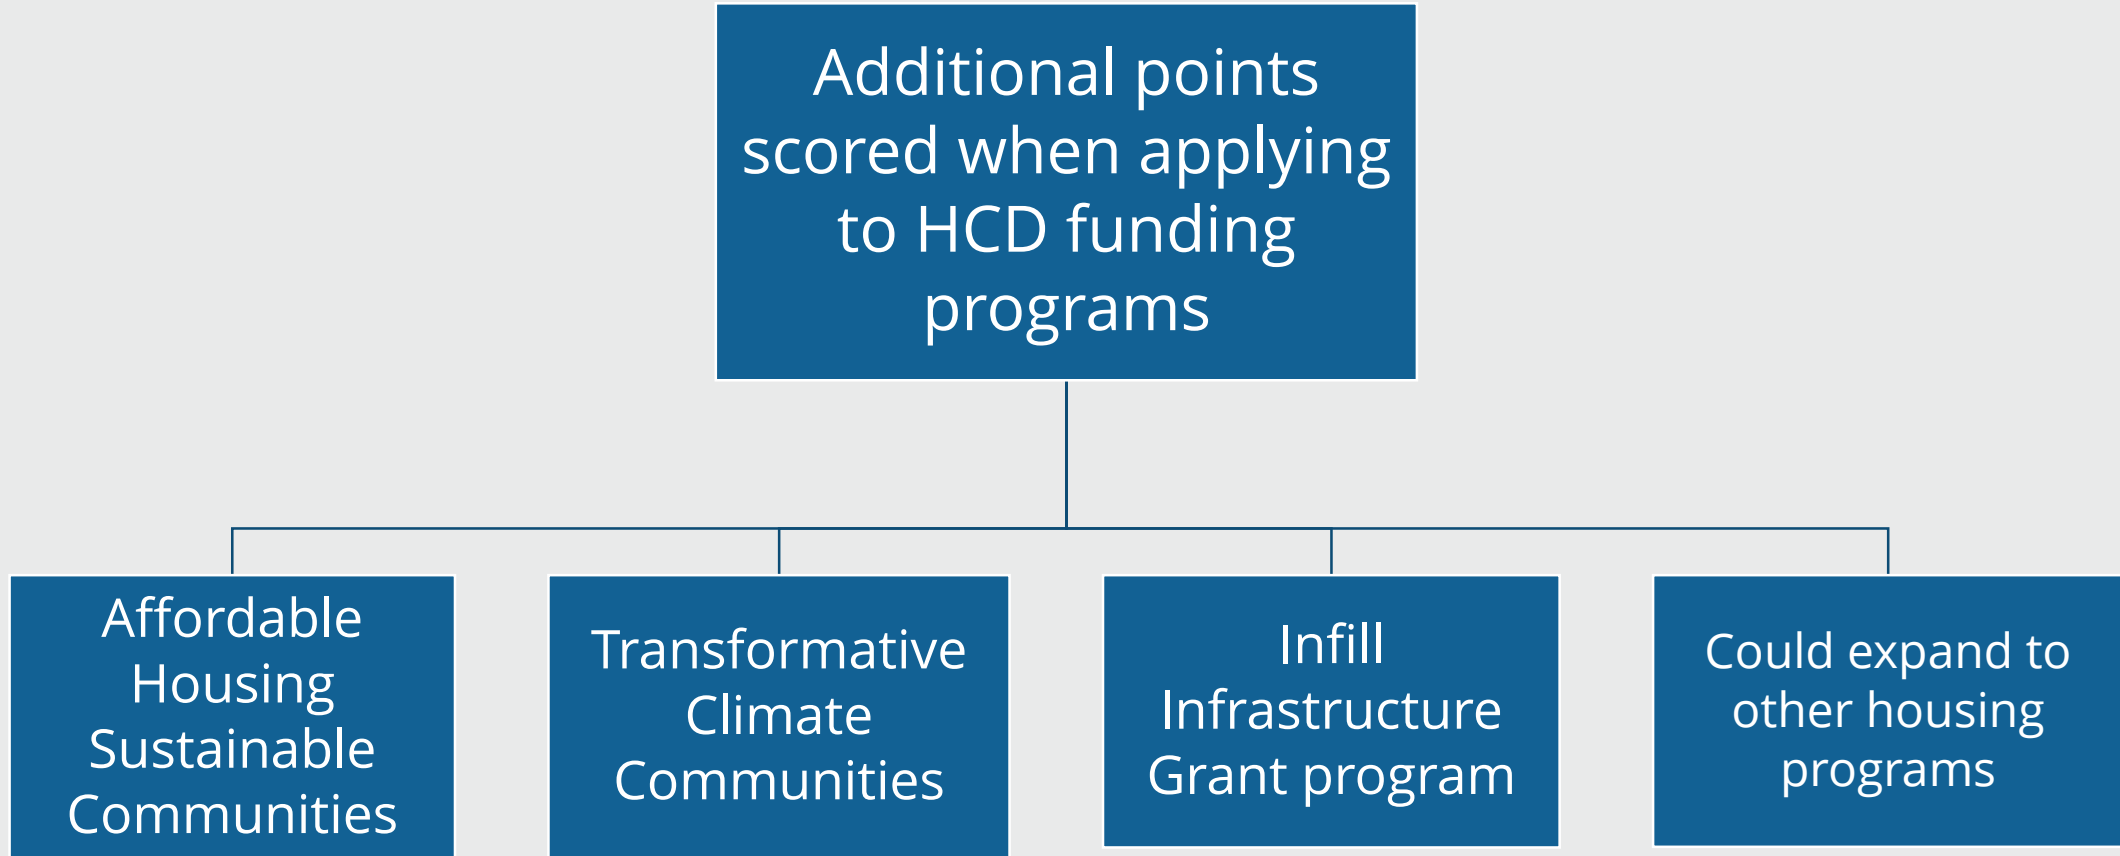 Additional points
scored when applying
to HCD funding
programs
Affordable
Housing
Sustainable
Communities
Transformative
Climate
Communities
Infill
Infrastructure
Grant program
Could expand to
other housing
programs